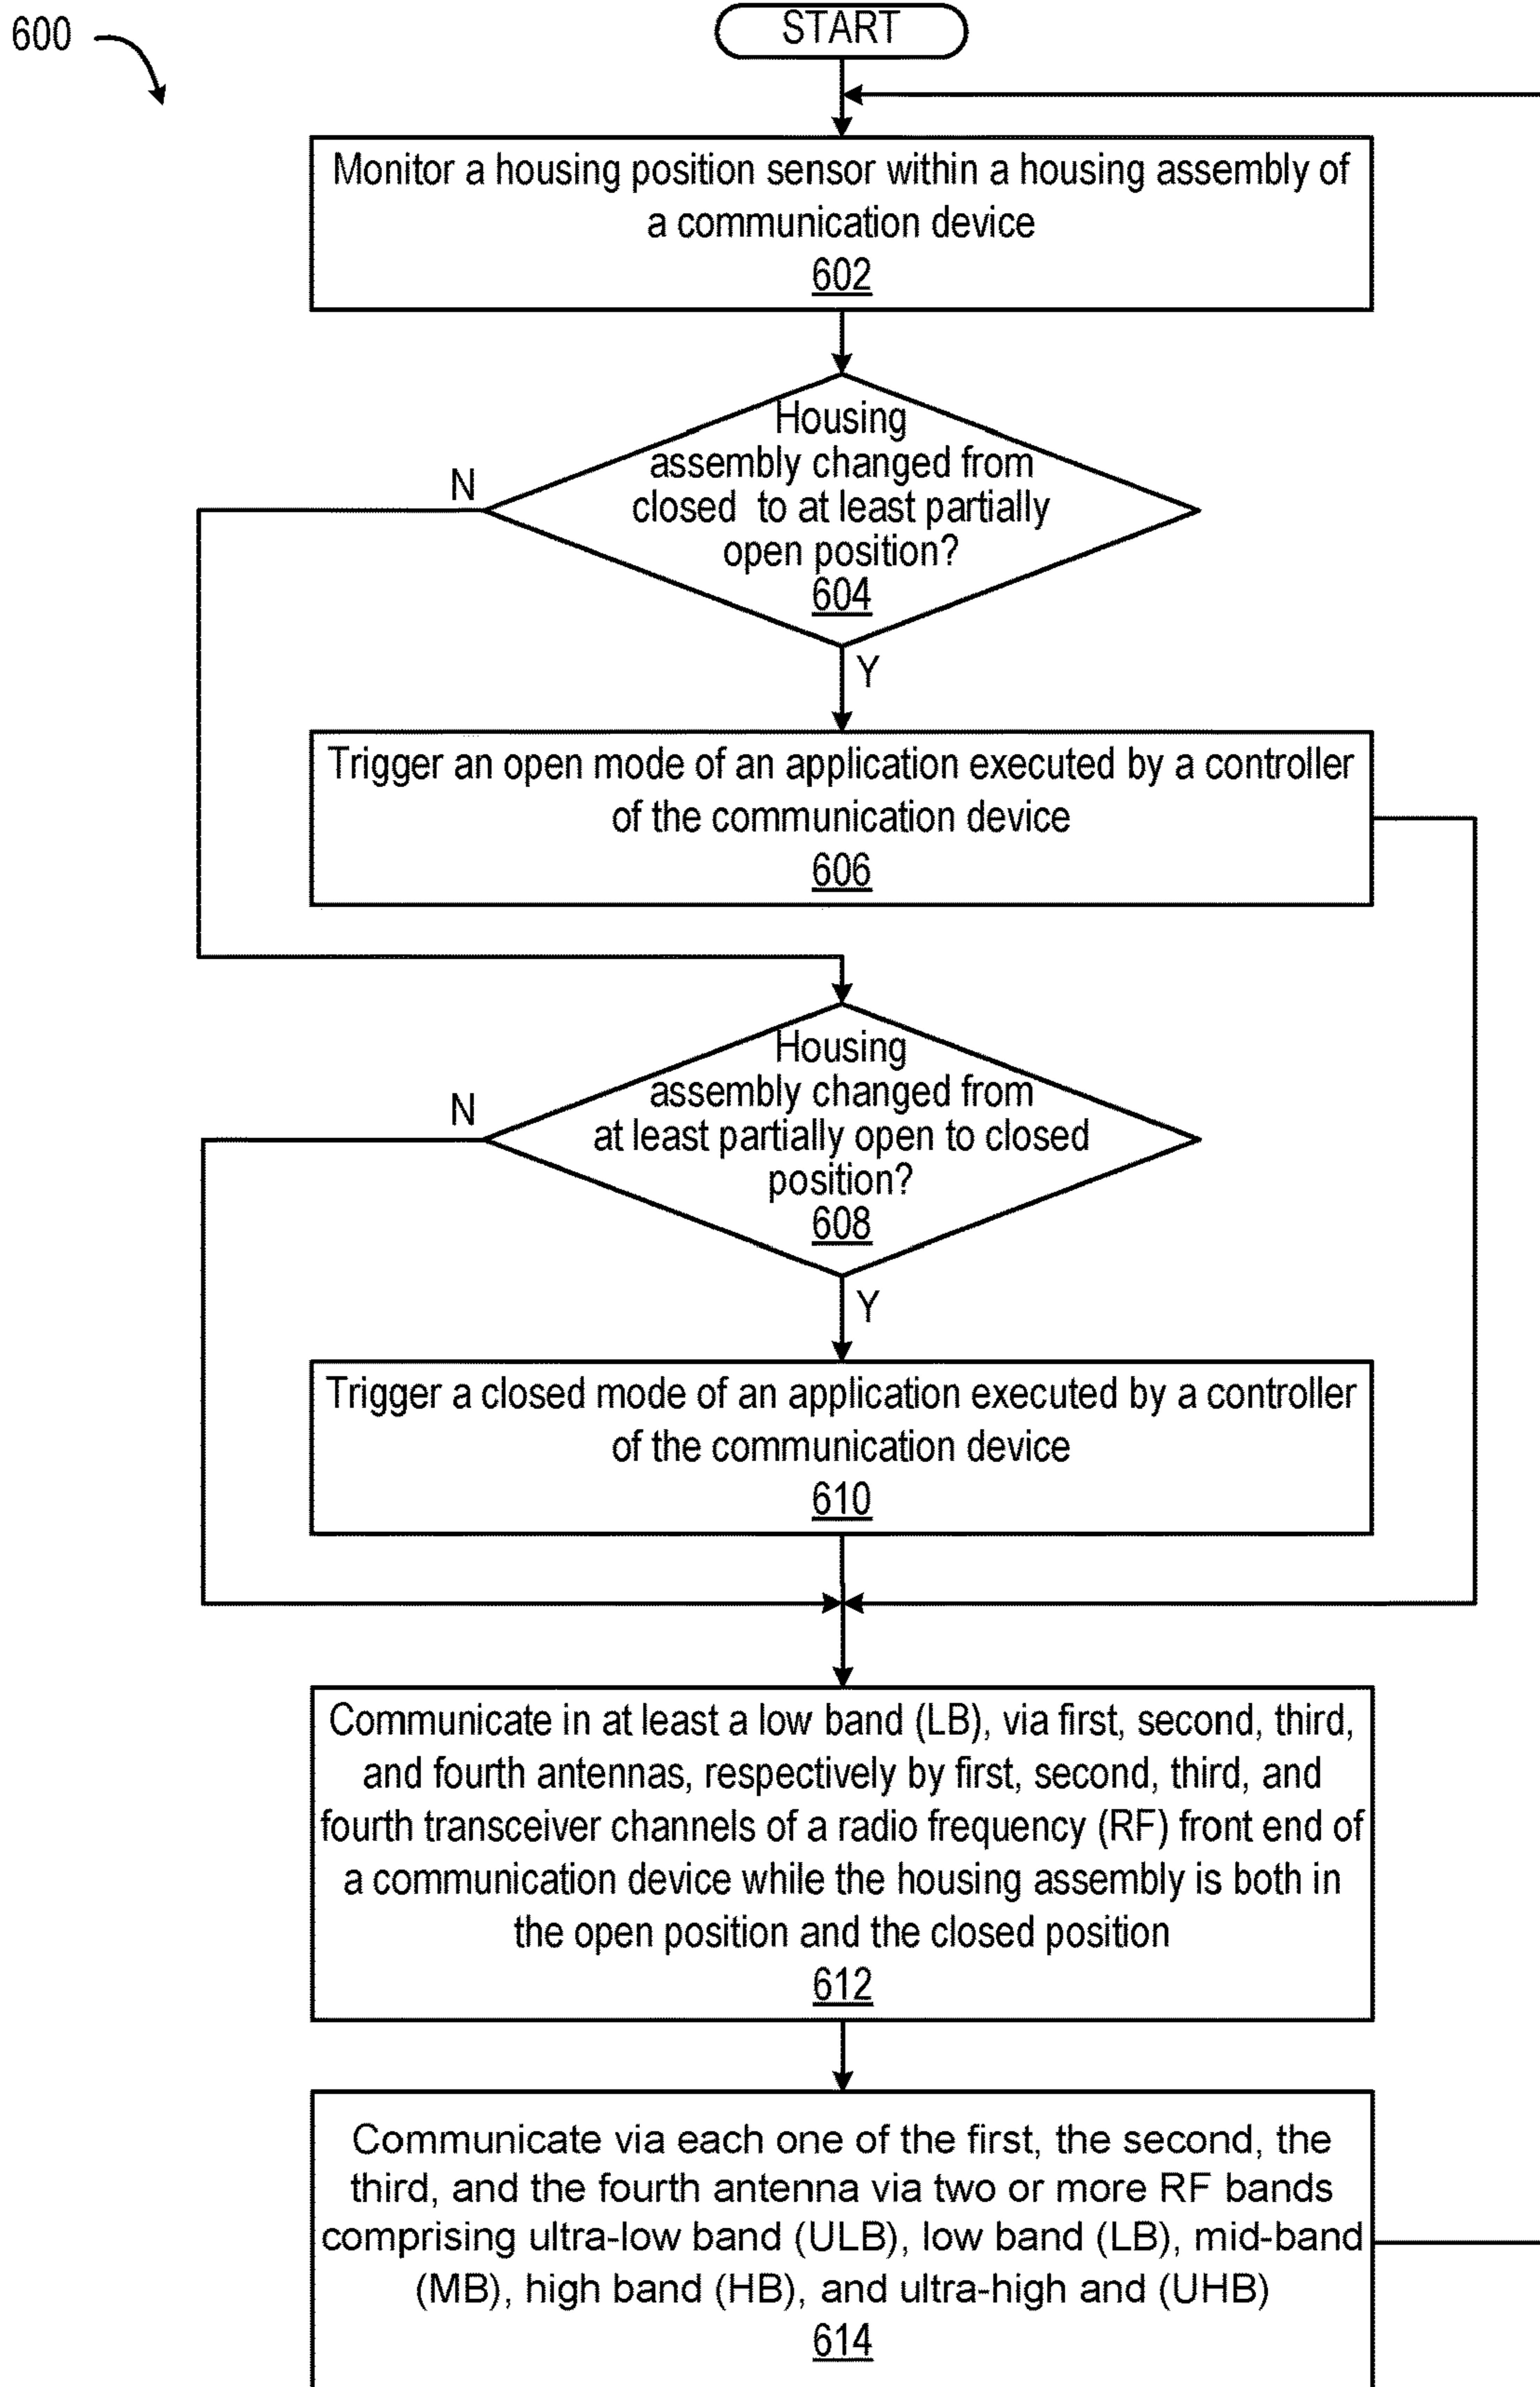 600
START
Monitor a housing position sensor within a housing assembly of
a communication device
602
Housing
assembly changed from
closed to at least partially
open position?
604
N
Y
Trigger an open mode of an application executed by a controller
of the communication device
606
Housing
assembly changed from
at least partially open to closed
position?
608
N
Y
Trigger a closed mode of an application executed by a controller
of the communication device
610
Communicate in at least a low band (LB), via first, second, third,
and fourth antennas, respectively by first, second, third, and
fourth transceiver channels of a radio frequency (RF) front end of
a communication device while the housing assembly is both in
the open position and the closed position
612
Communicate via each one of the first, the second, the
third, and the fourth antenna via two or more RF bands
comprising ultra-low band (ULB), low band (LB), mid-band
(MB), high band (HB), and ultra-high and (UHB)
614